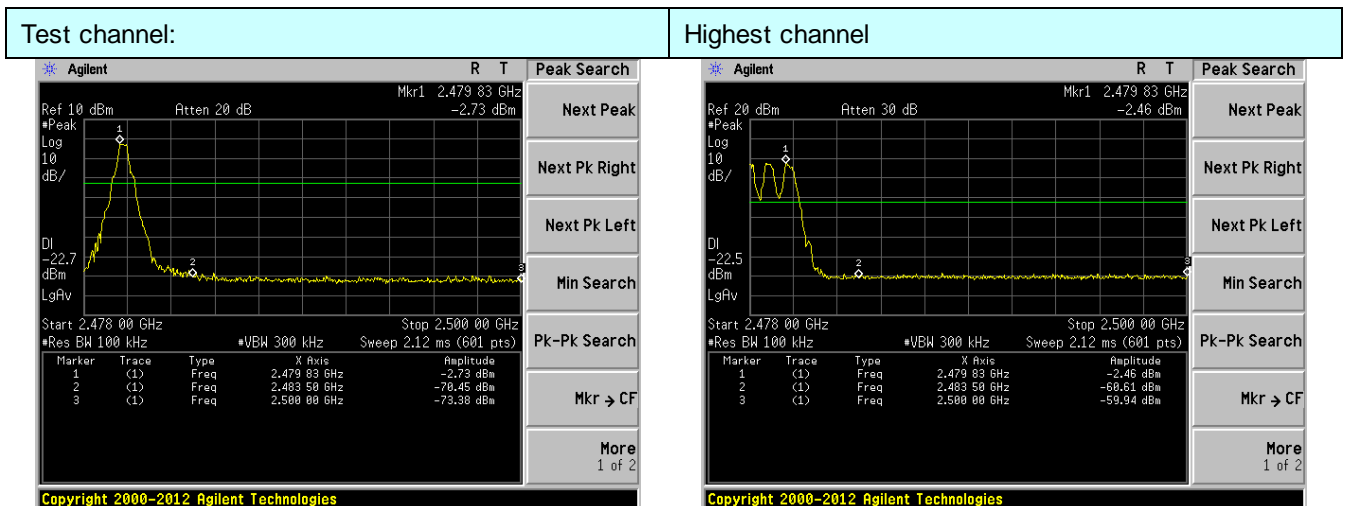 Test channel: Highest channel
Agilent R T Peak Search
Mkr1 2.479 83 GHz
Ref 10 dBm Atten 20 dB -2.73 dBm
#Peak
Log
10
dB/
1
2
3
DI
-22.7
dBm
LgAv
Start 2.478 00 GHz Stop 2.500 00 GHz
#Res BW 100 kHz #VBW 300 kHz Sweep 2.12 ms (601 pts)
Marker Trace Type X Axis Amplitude
1 (1) Freq 2.479 83 GHz -2.73 dBm
2 (1) Freq 2.483 50 GHz -70.45 dBm
3 (1) Freq 2.500 00 GHz -73.38 dBm
Copyright 2000-2012 Agilent Technologies
Next Peak
Next Pk Right
Next Pk Left
Min Search
Pk-Pk Search
Mkr → CF
More
1 of 2
Agilent R T Peak Search
Mkr1 2.479 83 GHz
Ref 20 dBm Atten 30 dB -2.46 dBm
#Peak
Log
10
dB/
1
2
3
DI
-22.5
dBm
LgAv
Start 2.478 00 GHz Stop 2.500 00 GHz
#Res BW 100 kHz #VBW 300 kHz Sweep 2.12 ms (601 pts)
Marker Trace Type X Axis Amplitude
1 (1) Freq 2.479 83 GHz -2.46 dBm
2 (1) Freq 2.483 50 GHz -60.61 dBm
3 (1) Freq 2.500 00 GHz -59.94 dBm
Copyright 2000-2012 Agilent Technologies
Next Peak
Next Pk Right
Next Pk Left
Min Search
Pk-Pk Search
Mkr → CF
More
1 of 2